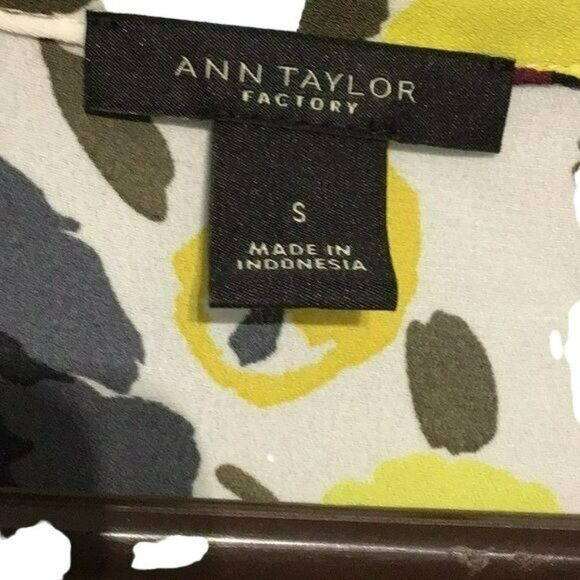 ANN TAYLOR
FACTORY
S
MADE IN
INDONESIA